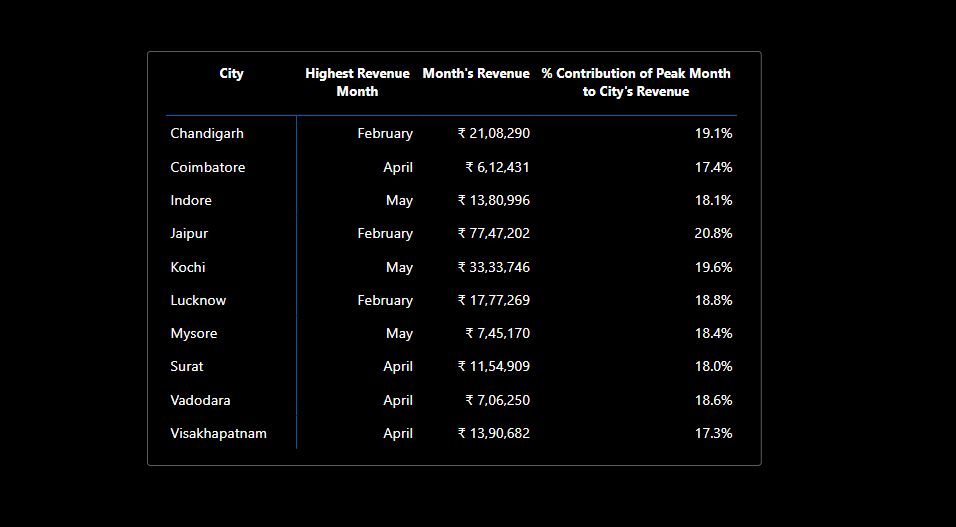 City Highest Revenue Month Month's Revenue % Contribution of Peak Month to City's Revenue
Chandigarh February ₹ 21,08,290 19.1%
Coimbatore April ₹ 6,12,431 17.4%
Indore May ₹ 13,80,996 18.1%
Jaipur February ₹ 77,47,202 20.8%
Kochi May ₹ 33,33,746 19.6%
Lucknow February ₹ 17,77,269 18.8%
Mysore May ₹ 7,45,170 18.4%
Surat April ₹ 11,54,909 18.0%
Vadodara April ₹ 7,06,250 18.6%
Visakhapatnam April ₹ 13,90,682 17.3%